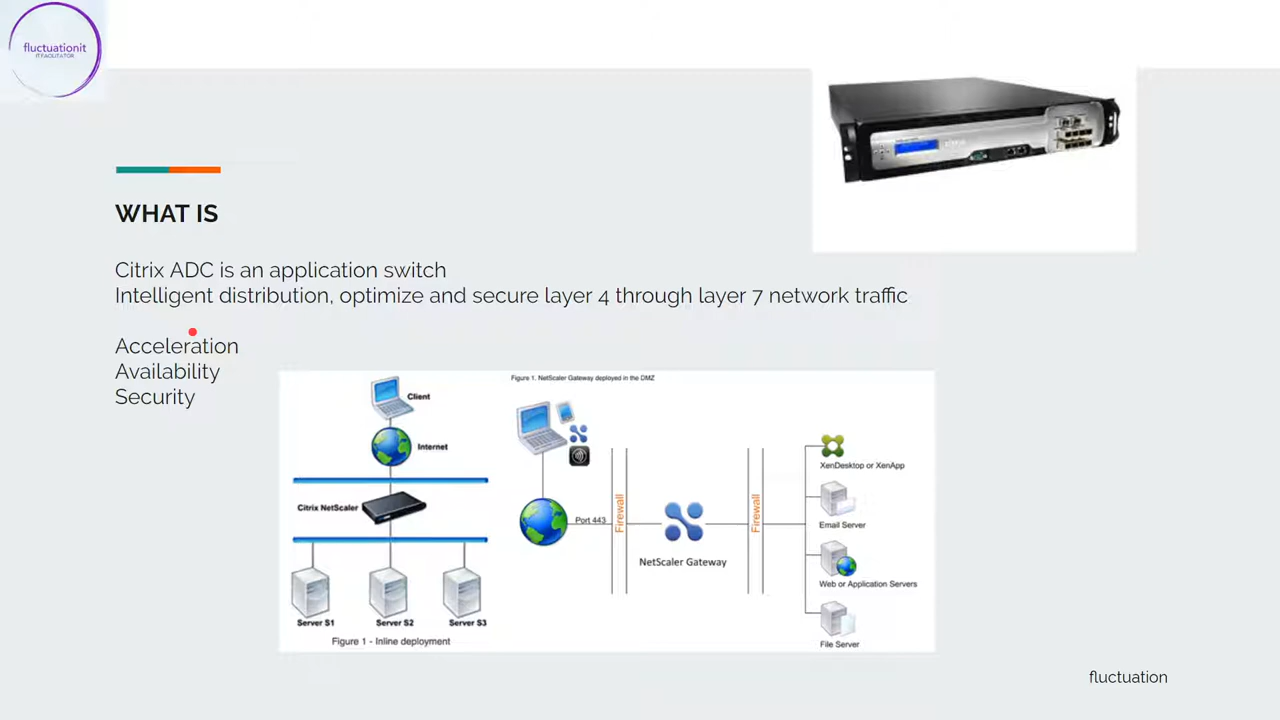 fluctuationit
IT FACILITATOR
WHAT IS
Citrix ADC is an application switch
Intelligent distribution, optimize and secure layer 4 through layer 7 network traffic
Acceleration
Availability
Security
Client
Internet
Citrix NetScaler
Server S1
Server S2
Server S3
Figure 1 - Inline deployment
Figure 1. NetScaler Gateway deployed in the DMZ
Port 443
Firewall
NetScaler Gateway
Firewall
XenDesktop or XenApp
Email Server
Web or Application Servers
File Server
fluctuation